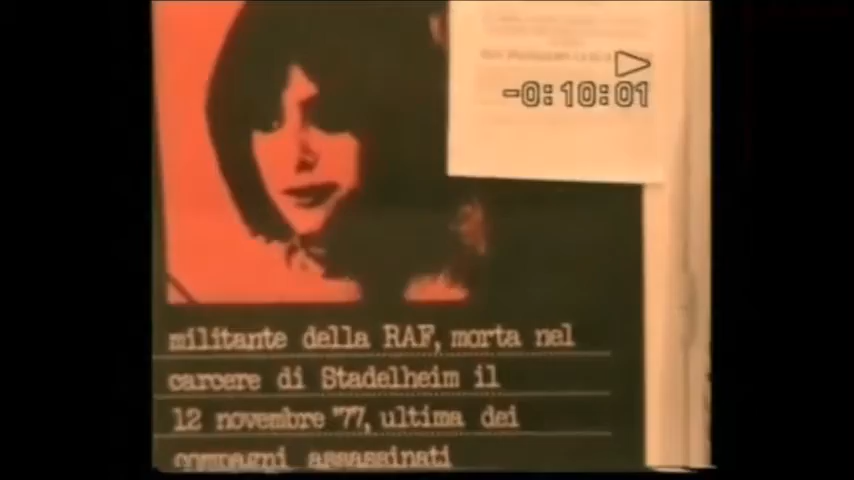 -0:10:01
militante della RAF, morta nel
carcere di Stadelheim il
12 novembre '77, ultima dei
compagni assassinati